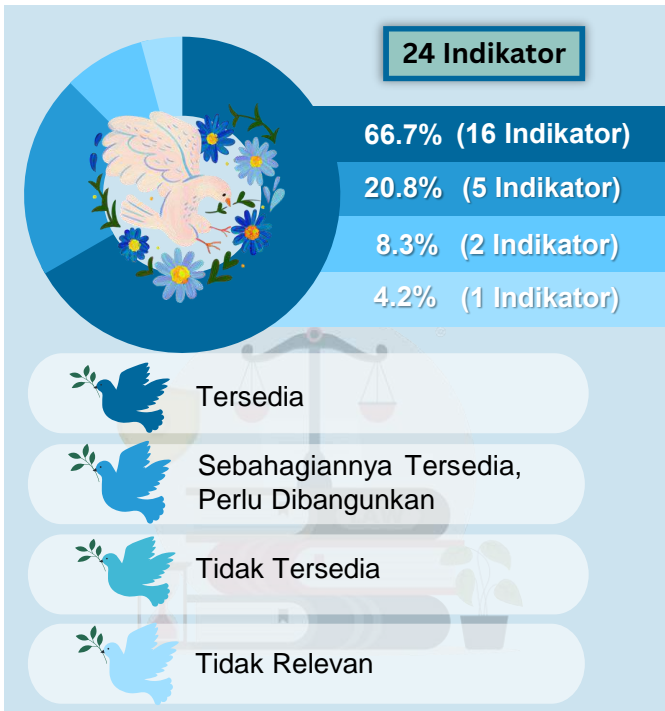 24 Indikator
66.7% (16 Indikator)
20.8% (5 Indikator)
8.3% (2 Indikator)
4.2% (1 Indikator)
Tersedia
Sebahagiannya Tersedia,
Perlu Dibangunkan
Tidak Tersedia
Tidak Relevan